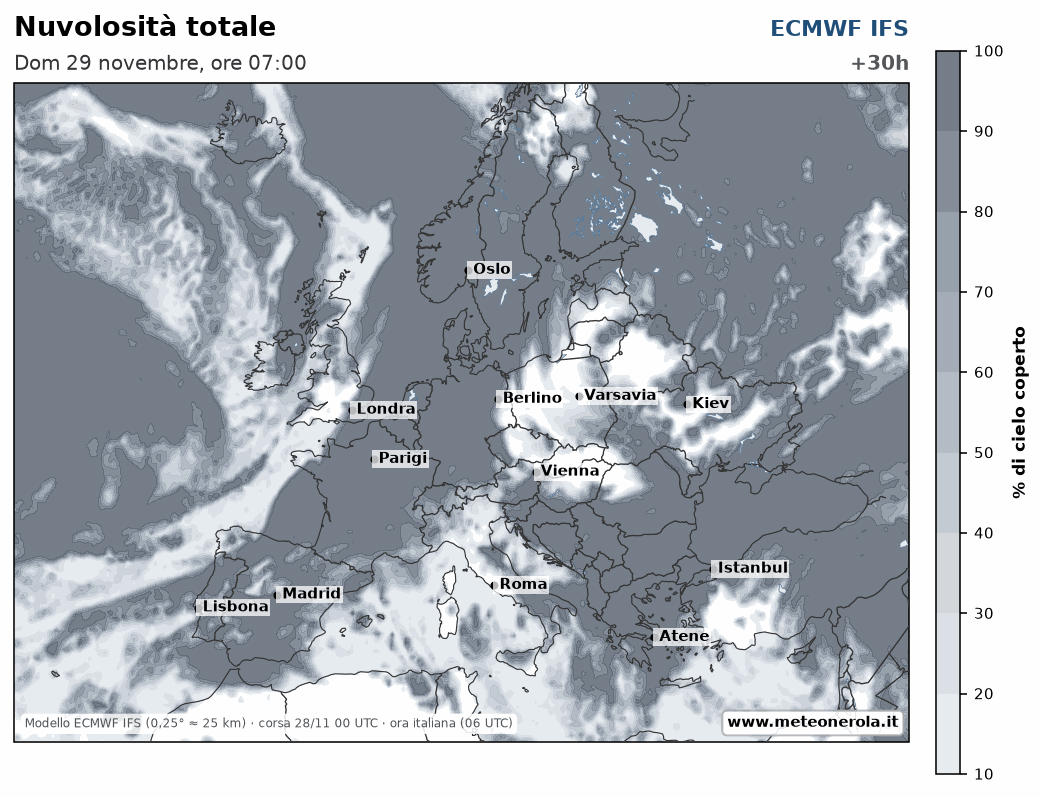 Nuvolosità totale
ECMWF IFS
Dom 29 novembre, ore 07:00
+30h
100
90
80
70
60
50
40
30
20
10
% di cielo coperto
Oslo
Berlino
Varsavia
Kiev
Londra
Parigi
Vienna
Istanbul
Roma
Madrid
Lisbona
Atene
Modello ECMWF IFS (0,25° ≈ 25 km) · corsa 28/11 00 UTC · ora italiana (06 UTC)
www.meteonerola.it